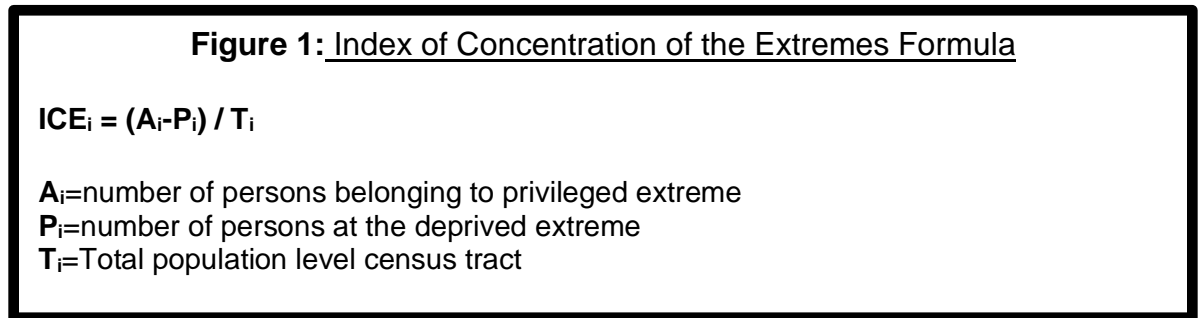 Figure 1: Index of Concentration of the Extremes Formula
ICEi = (Ai-Pi) / Ti
Ai=number of persons belonging to privileged extreme
Pi=number of persons at the deprived extreme
Ti=Total population level census tract